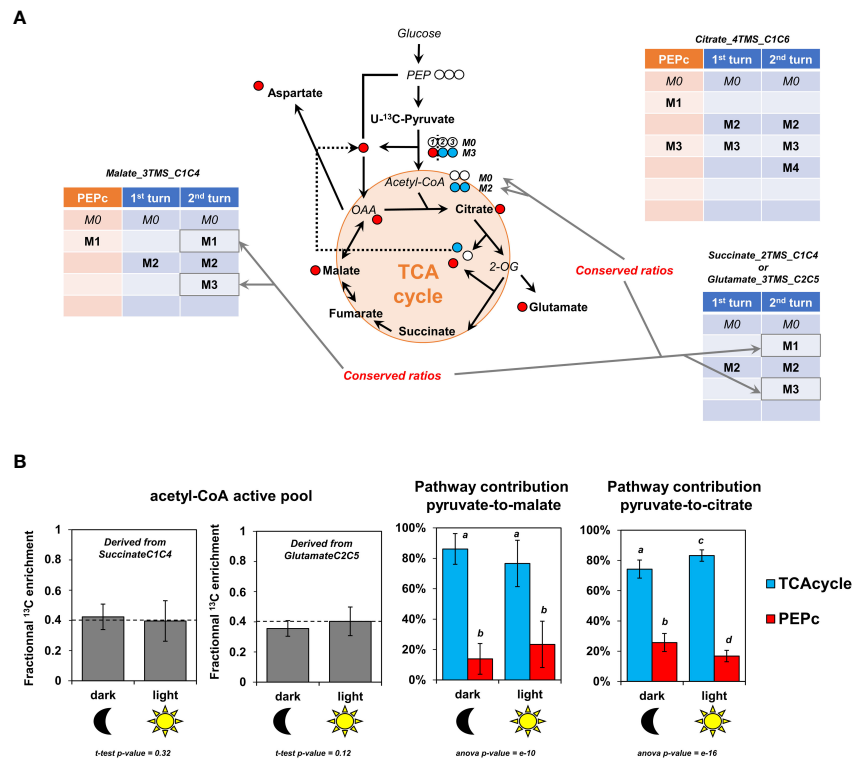 A
Glucose
PEP
Aspartate
U-¹³C-Pyruvate
1 2 3 M0
M3
Acetyl-CoA M0
M2
OAA
Citrate
Malate
TCA
cycle
2-OG
Fumarate
Glutamate
Succinate
Conserved ratios
Conserved ratios
Malate_3TMS_C1C4
PEPc 1st turn 2nd turn
M0 M0 M0
M1 M1
M2 M2
M3
Citrate_4TMS_C1C6
PEPc 1st turn 2nd turn
M0 M0 M0
M1
M2 M2
M3 M3 M3
M4
Succinate_2TMS_C1C4
or
Glutamate_3TMS_C2C5
1st turn 2nd turn
M0 M0
M1
M2 M2
M3
B
acetyl-CoA active pool
Fractionnal ¹³C enrichment
1
0.8
0.6
0.4
0.2
0
Derived from
SuccinateC1C4
dark light
t-test p-value = 0.32
Fractionnal ¹³C enrichment
1
0.8
0.6
0.4
0.2
0
Derived from
GlutamateC2C5
dark light
t-test p-value = 0.12
Pathway contribution
pyruvate-to-malate
100%
80%
60%
40%
20%
0%
a b a b
dark light
anova p-value = e-10
Pathway contribution
pyruvate-to-citrate
100%
80%
60%
40%
20%
0%
a b c d
dark light
anova p-value = e-16
TCAcycle
PEPc